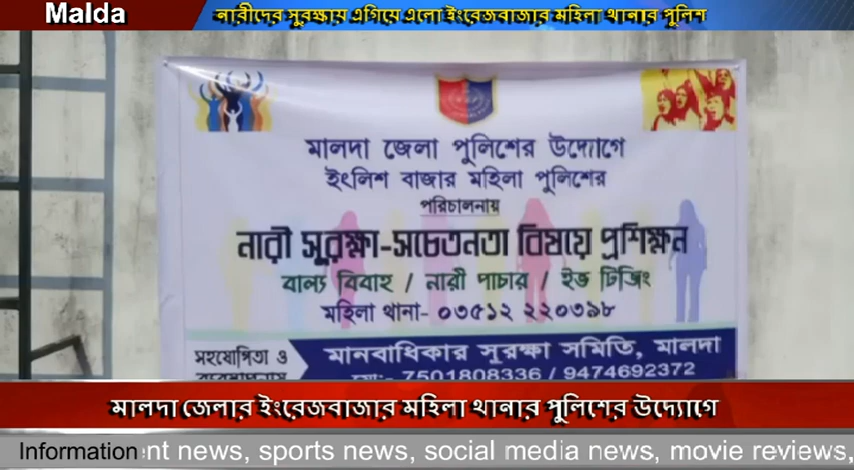 Malda
নারীদের সুরক্ষায় এগিয়ে এলো ইংরেজবাজার মহিলা থানার পুলিশ
মালদা জেলা পুলিশের উদ্যোগে
ইংলিশ বাজার মহিলা পুলিশের
পরিচালনায়
নারী সুরক্ষা-সচেতনতা বিষয়ে প্রশিক্ষন
বাল্য বিবাহ / নারী পাচার / ইভ টিজিং
মহিলা থানা- ০৩৫১২ ২২০৩৯৮
সহযোগিতা ও
মানবাধিকার সুরক্ষা সমিতি, মালদা
7501808336 / 9474692372
মালদা জেলার ইংরেজবাজার মহিলা থানার পুলিশের উদ্যোগে
Information nt news, sports news, social media news, movie reviews,